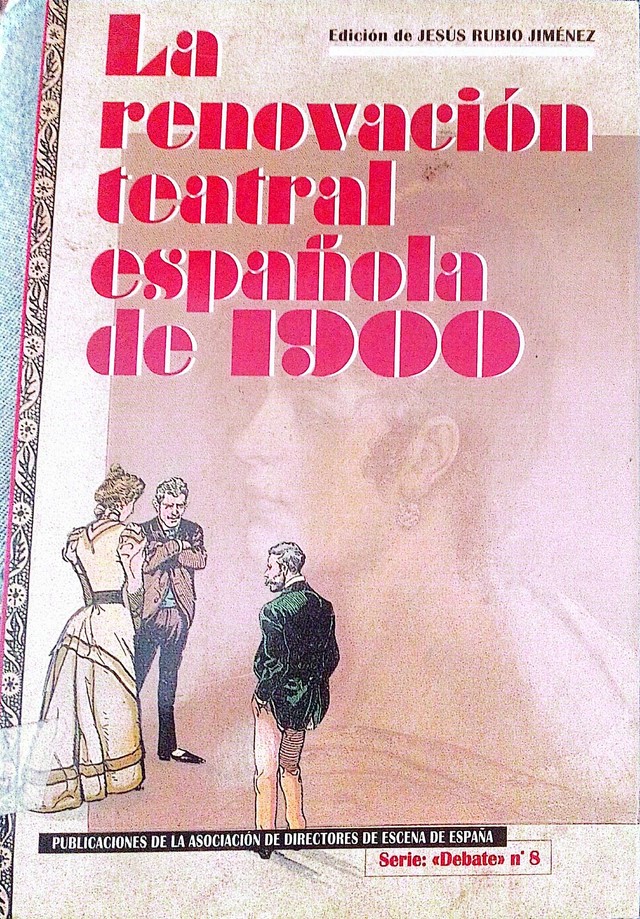 Edición de JESÚS RUBIO JIMÉNEZ
La
renovación
teatral
española
de 1900
PUBLICACIONES DE LA ASOCIACIÓN DE DIRECTORES DE ESCENA DE ESPAÑA
Serie: «Debate» n° 8